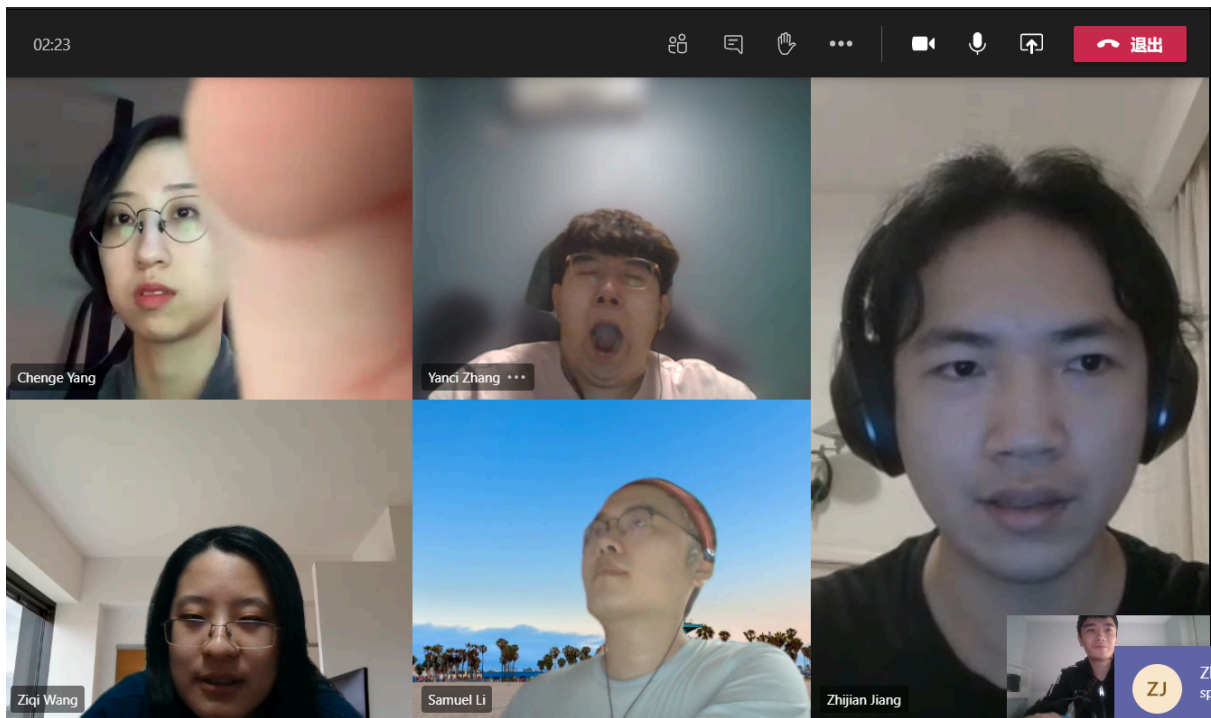 02:23
退出
Chenge Yang
Yanci Zhang
Ziqi Wang
Samuel Li
Zhijian Jiang
ZJ